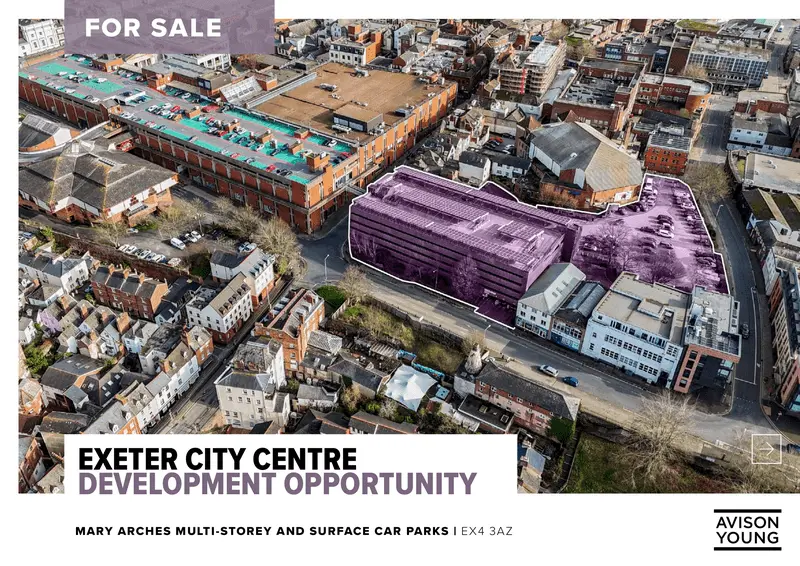 FOR SALE
EXETER CITY CENTRE
DEVELOPMENT OPPORTUNITY
MARY ARCHES MULTI-STOREY AND SURFACE CAR PARKS | EX4 3AZ
AVISON
YOUNG